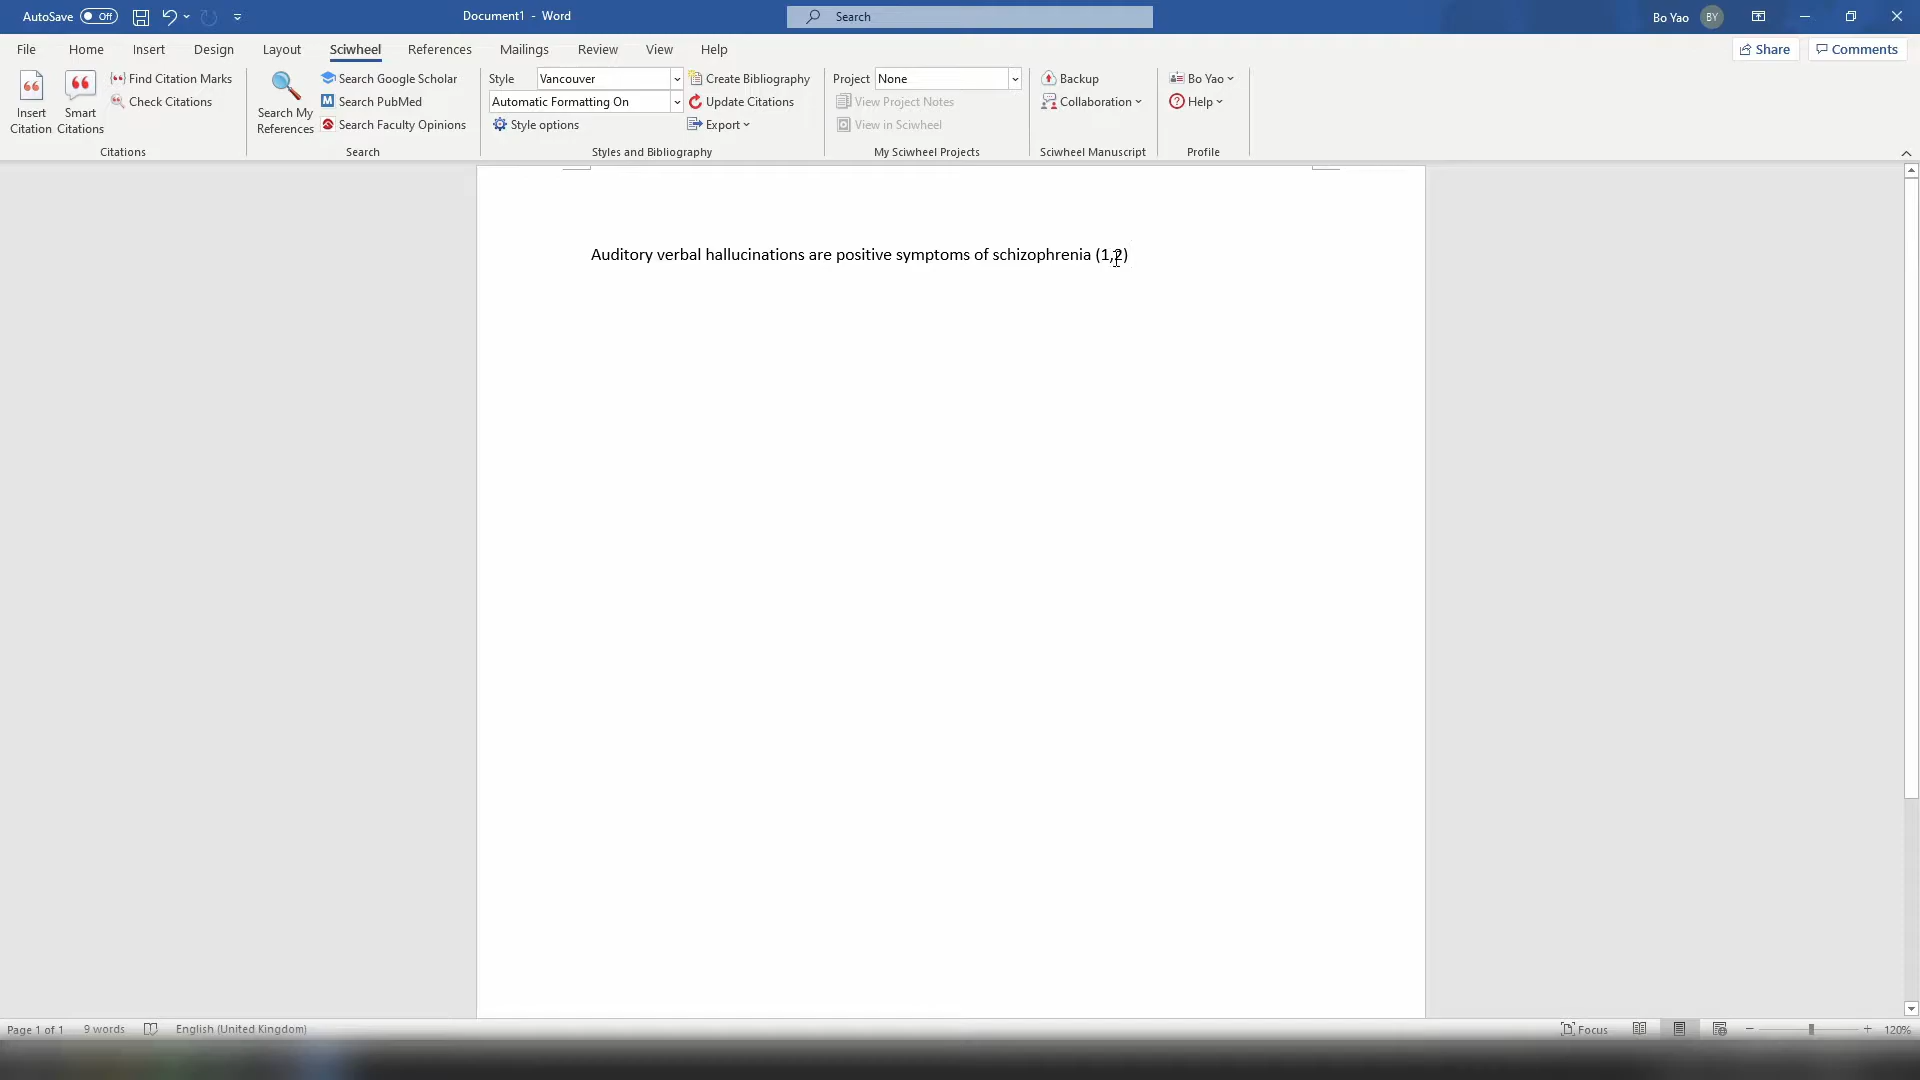 AutoSave Off Document1 - Word Search Bo Yao BY
File Home Insert Design Layout Sciwheel References Mailings Review View Help Share Comments
Insert Citation
Smart Citations
Find Citation Marks
Check Citations
Citations
Search My References
Search Google Scholar
Search PubMed
Search Faculty Opinions
Search
Style Vancouver
Automatic Formatting On
Style options
Create Bibliography
Update Citations
Export
Styles and Bibliography
Project None
View Project Notes
View in Sciwheel
My Sciwheel Projects
Backup
Collaboration
Sciwheel Manuscript
Bo Yao
Help
Profile
Auditory verbal hallucinations are positive symptoms of schizophrenia (1,2)
Page 1 of 1 9 words English (United Kingdom) Focus 120%